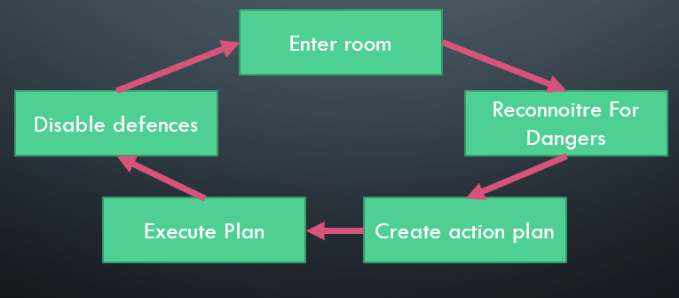 Enter room
Disable defences
Reconnoitre For
Dangers
Execute Plan
Create action plan